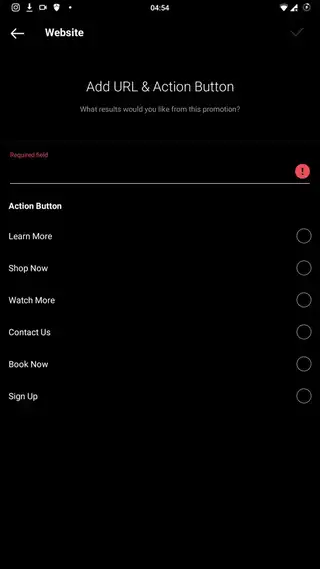 04:54
Website
Add URL & Action Button
What results would you like from this promotion?
Required field
Action Button
Learn More
Shop Now
Watch More
Contact Us
Book Now
Sign Up